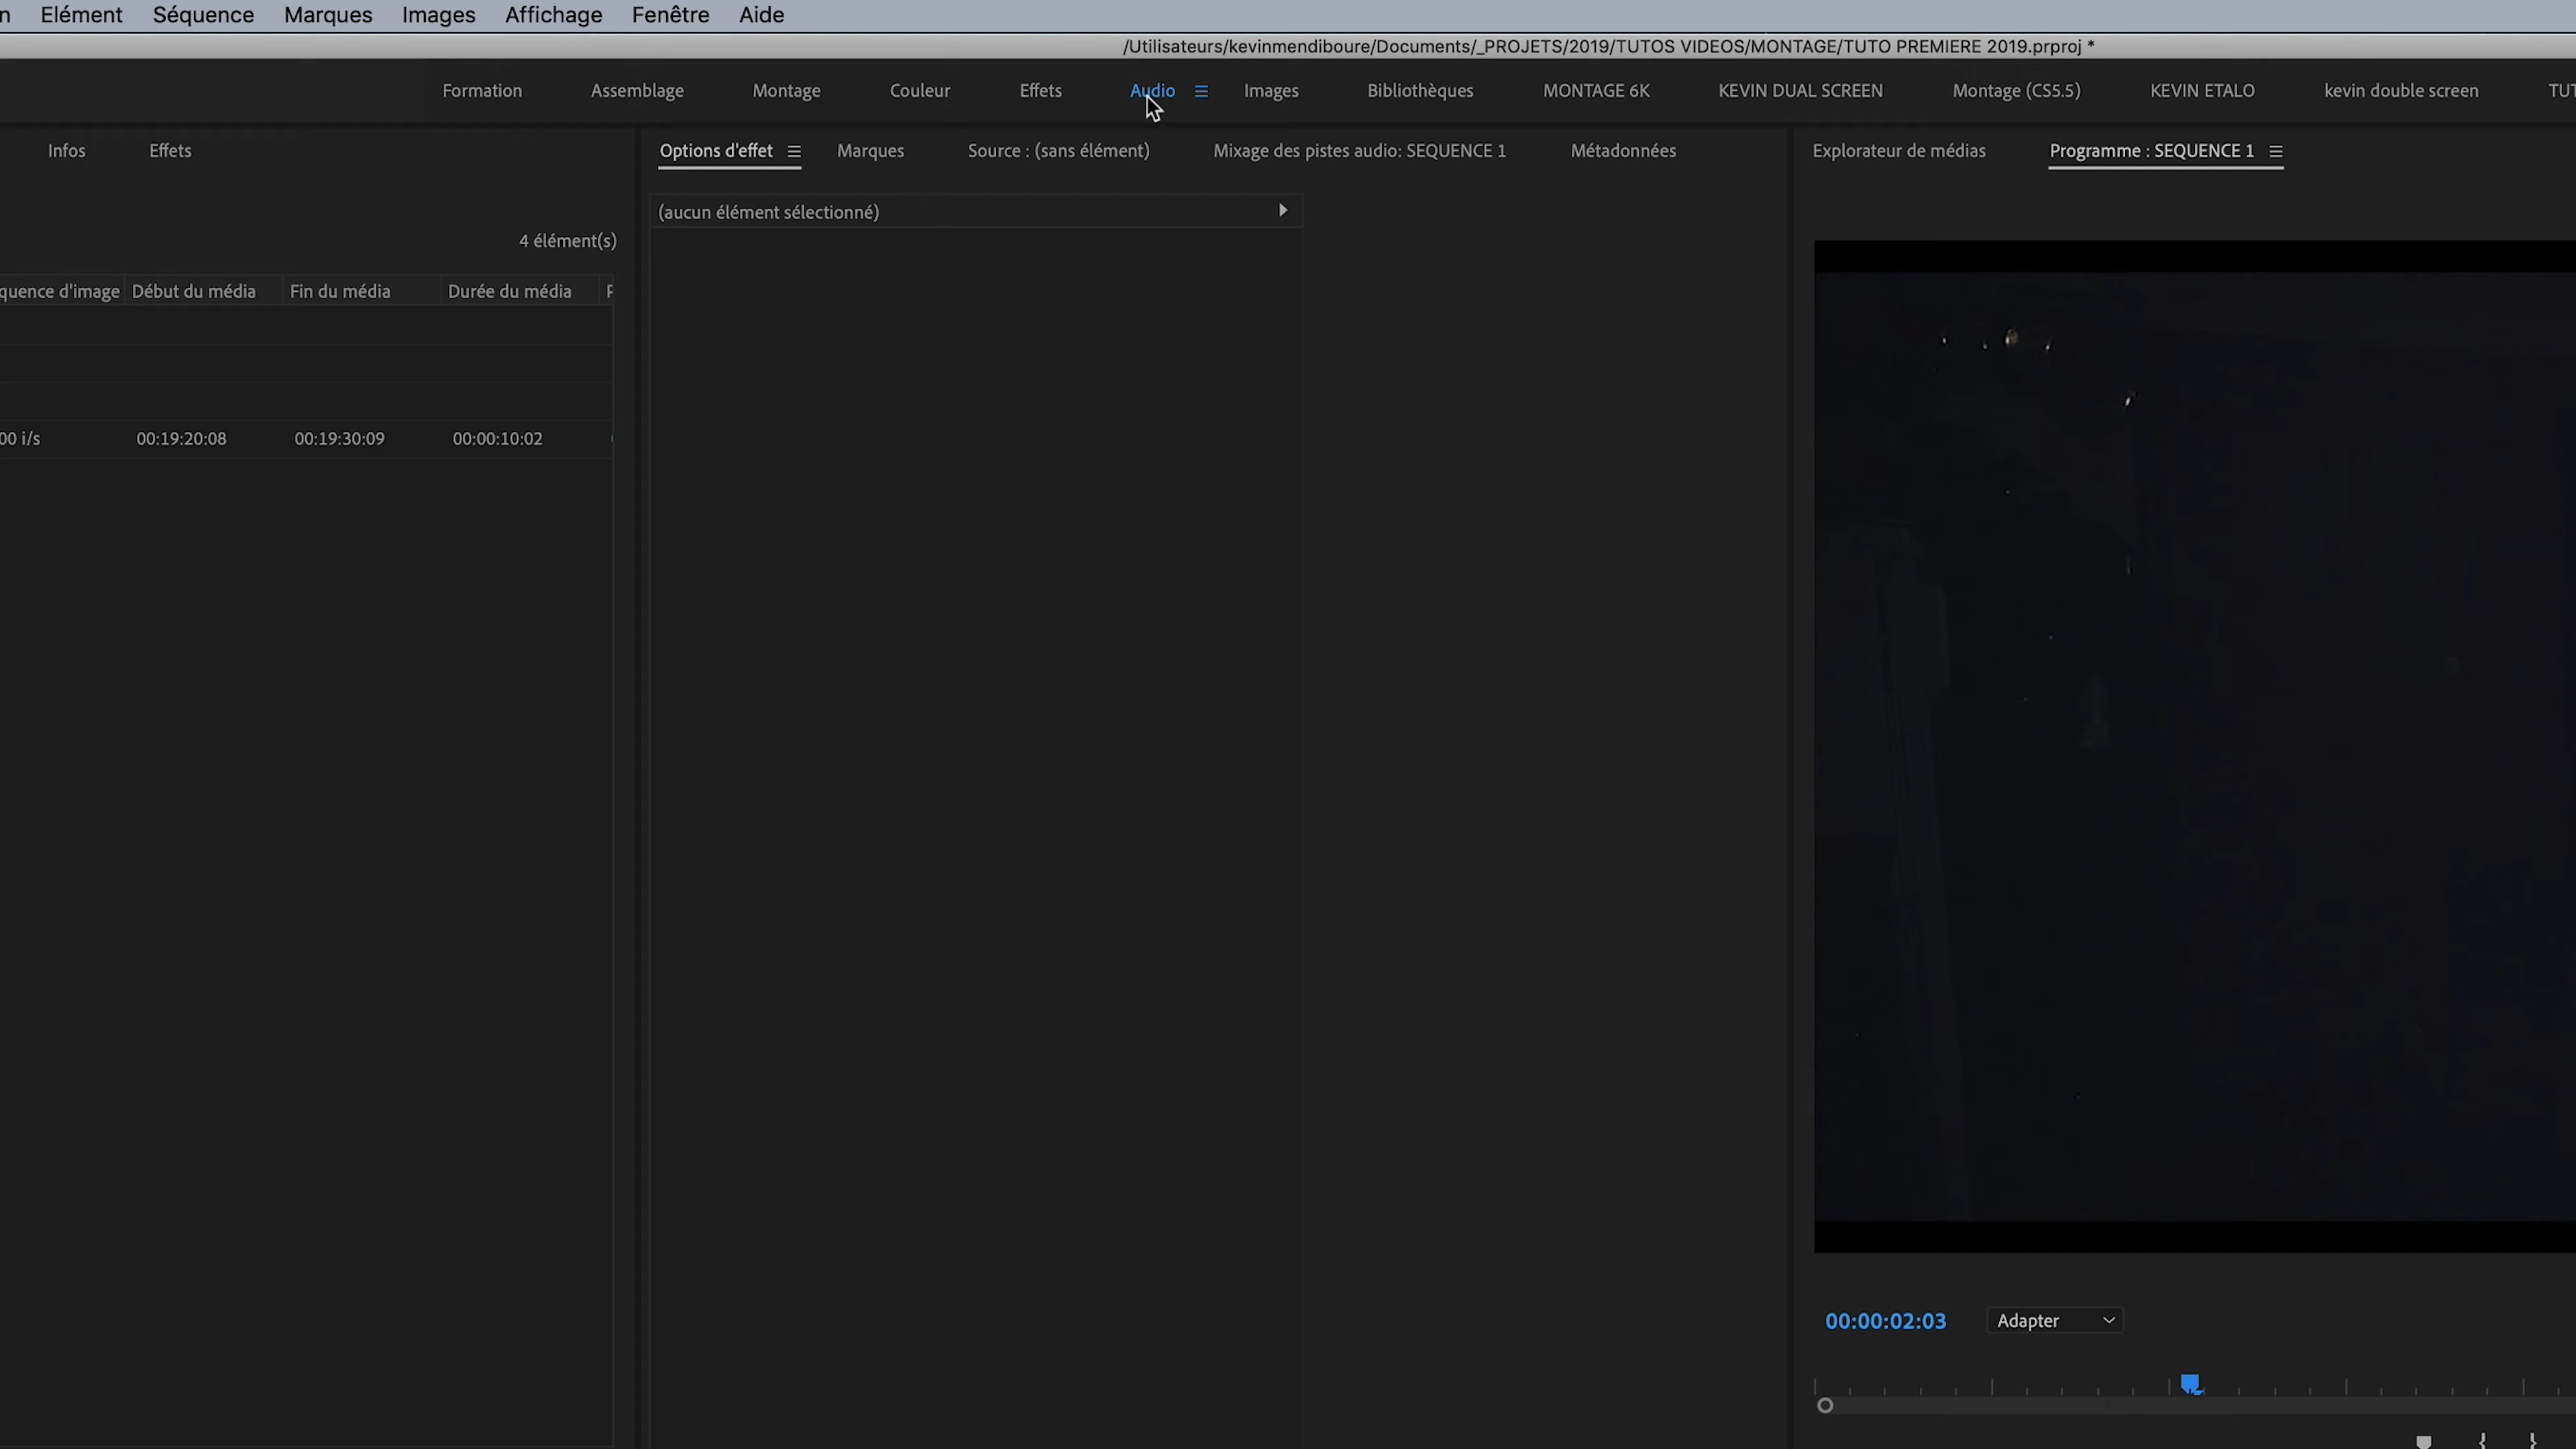 Elément Séquence Marques Images Affichage Fenêtre Aide
/Utilisateurs/kevinmendiboure/Documents/_PROJETS/2019/TUTOS VIDEOS/MONTAGE/TUTO PREMIERE 2019.prproj *
Formation Assemblage Montage Couleur Effets Audio Images Bibliothèques MONTAGE 6K KEVIN DUAL SCREEN Montage (CS5.5) KEVIN ETALO kevin double screen TUT
Infos Effets
Options d'effet Marques Source : (sans élément) Mixage des pistes audio: SEQUENCE 1 Métadonnées
Explorateur de médias Programme : SEQUENCE 1
(aucun élément sélectionné)
4 élément(s)
quence d'image Début du média Fin du média Durée du média
00 i/s 00:19:20:08 00:19:30:09 00:00:10:02
00:00:02:03 Adapter